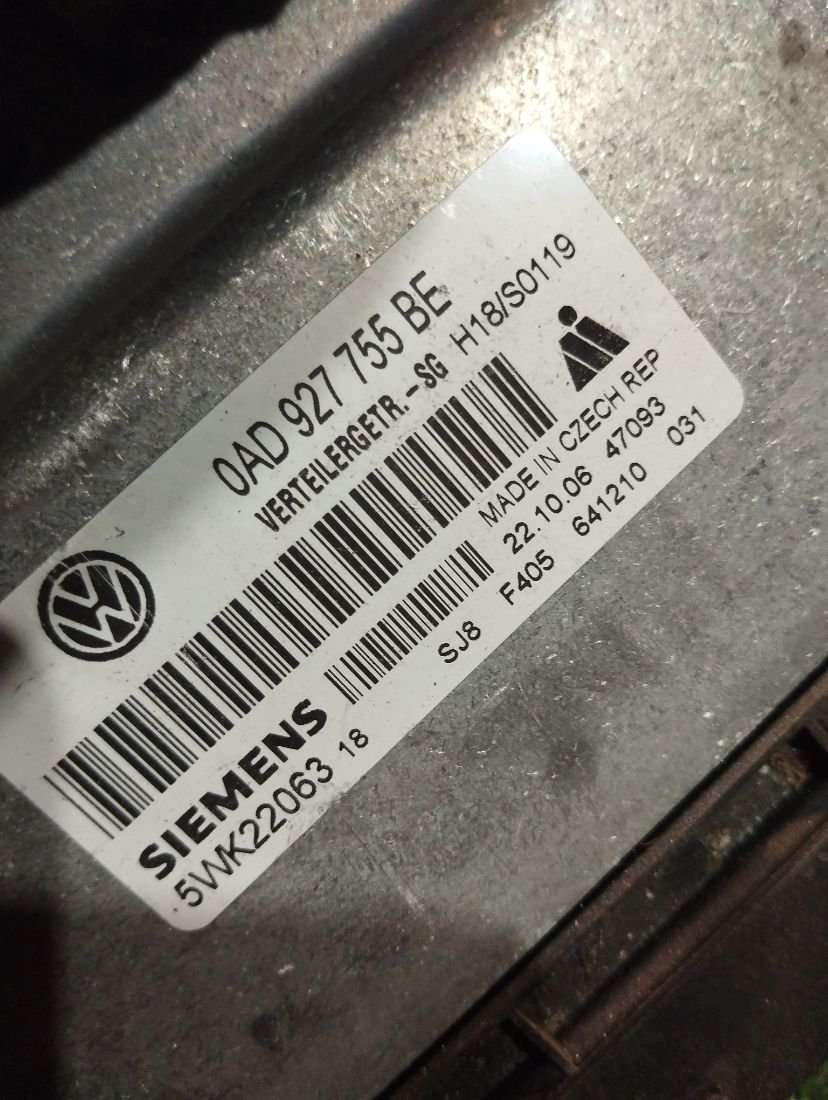 0AD 927 755 BE
VERTEILERGETR. -SG H18/S0119
MADE IN CZECH REP
22.10.06 47093
SJ8 F405 641210 031
SIEMENS
5WK22063 18